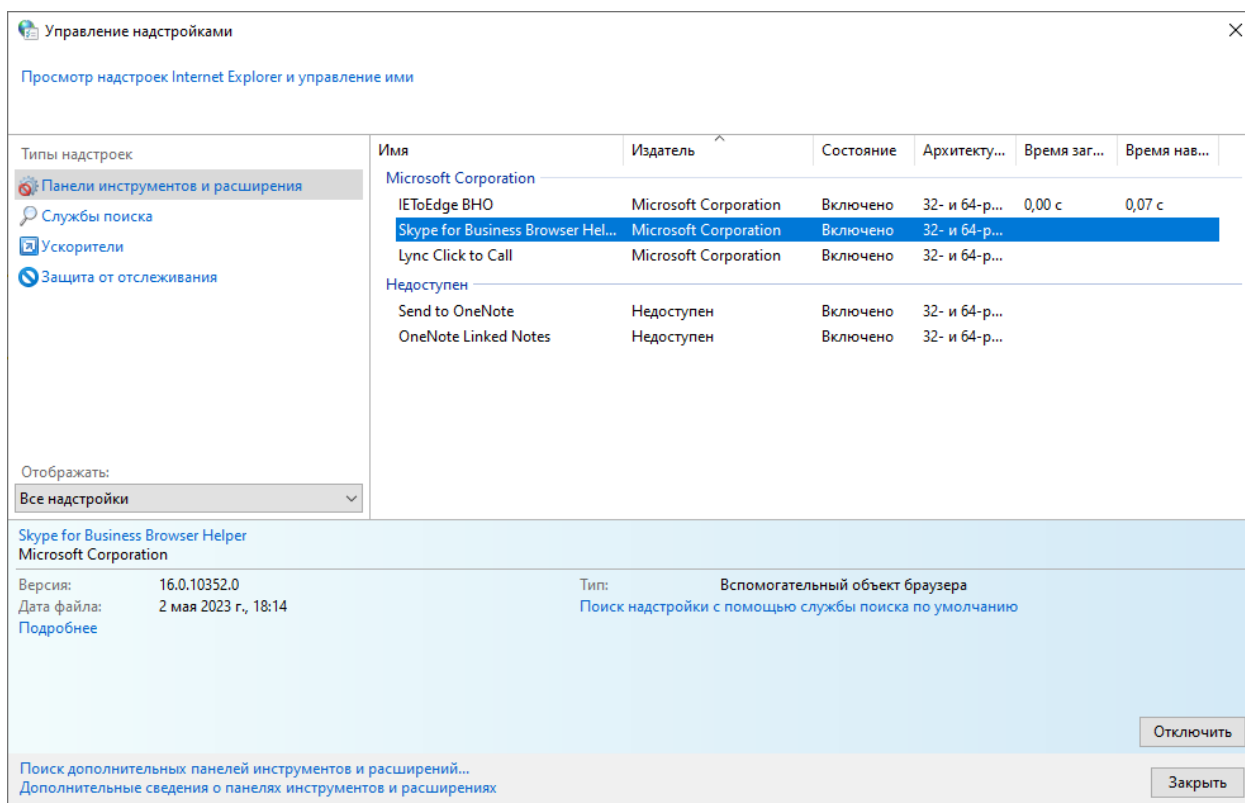 Управление надстройками
Просмотр надстроек Internet Explorer и управление ими
Типы надстроек
Панели инструментов и расширения
Службы поиска
Ускорители
Защита от отслеживания
Отображать:
Все надстройки
Имя Издатель Состояние Архитекту... Время заг... Время нав...
Microsoft Corporation
IEToEdge BHO Microsoft Corporation Включено 32- и 64-р... 0,00 с 0,07 с
Skype for Business Browser Hel... Microsoft Corporation Включено 32- и 64-р...
Lync Click to Call Microsoft Corporation Включено 32- и 64-р...
Недоступен
Send to OneNote Недоступен Включено 32- и 64-р...
OneNote Linked Notes Недоступен Включено 32- и 64-р...
Skype for Business Browser Helper
Microsoft Corporation
Версия: 16.0.10352.0 Тип: Вспомогательный объект браузера
Дата файла: 2 мая 2023 г., 18:14 Поиск надстройки с помощью службы поиска по умолчанию
Подробнее
Отключить
Поиск дополнительных панелей инструментов и расширений...
Дополнительные сведения о панелях инструментов и расширениях
Закрыть